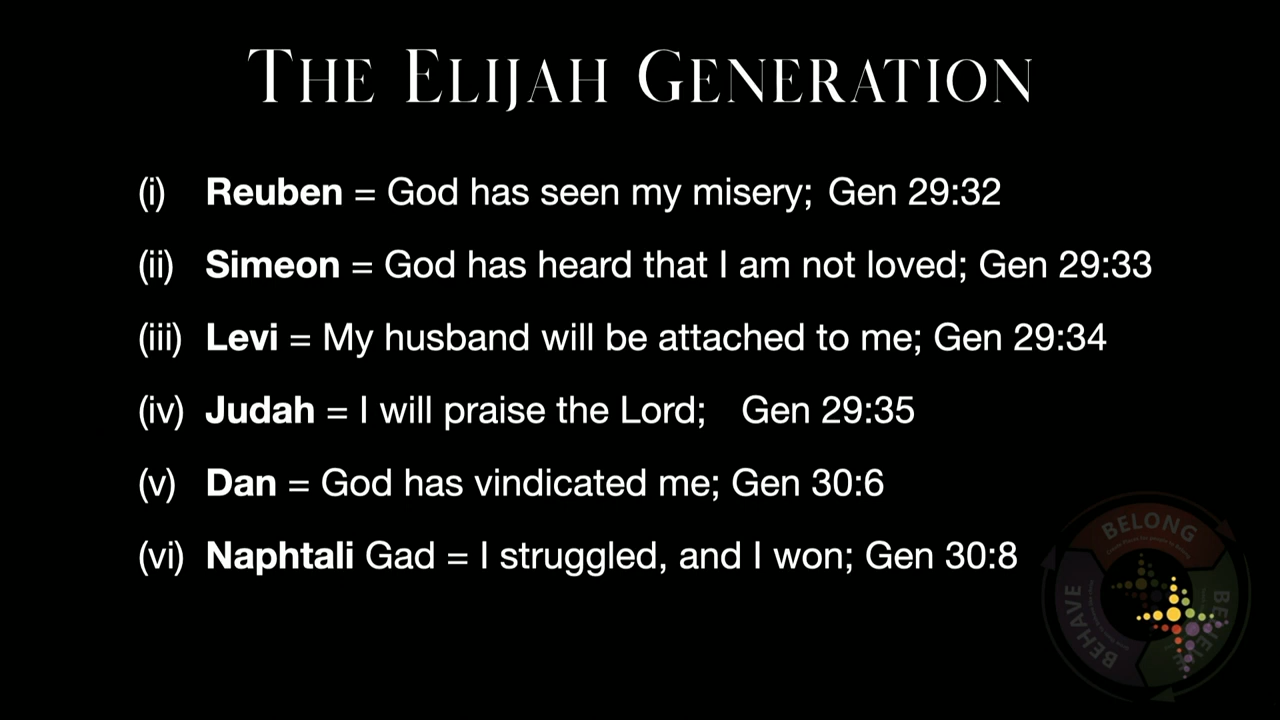 THE ELIJAH GENERATION
(i) Reuben = God has seen my misery; Gen 29:32
(ii) Simeon = God has heard that I am not loved; Gen 29:33
(iii) Levi = My husband will be attached to me; Gen 29:34
(iv) Judah = I will praise the Lord; Gen 29:35
(v) Dan = God has vindicated me; Gen 30:6
(vi) Naphtali Gad = I struggled, and I won; Gen 30:8
BELONG
BEHAVE